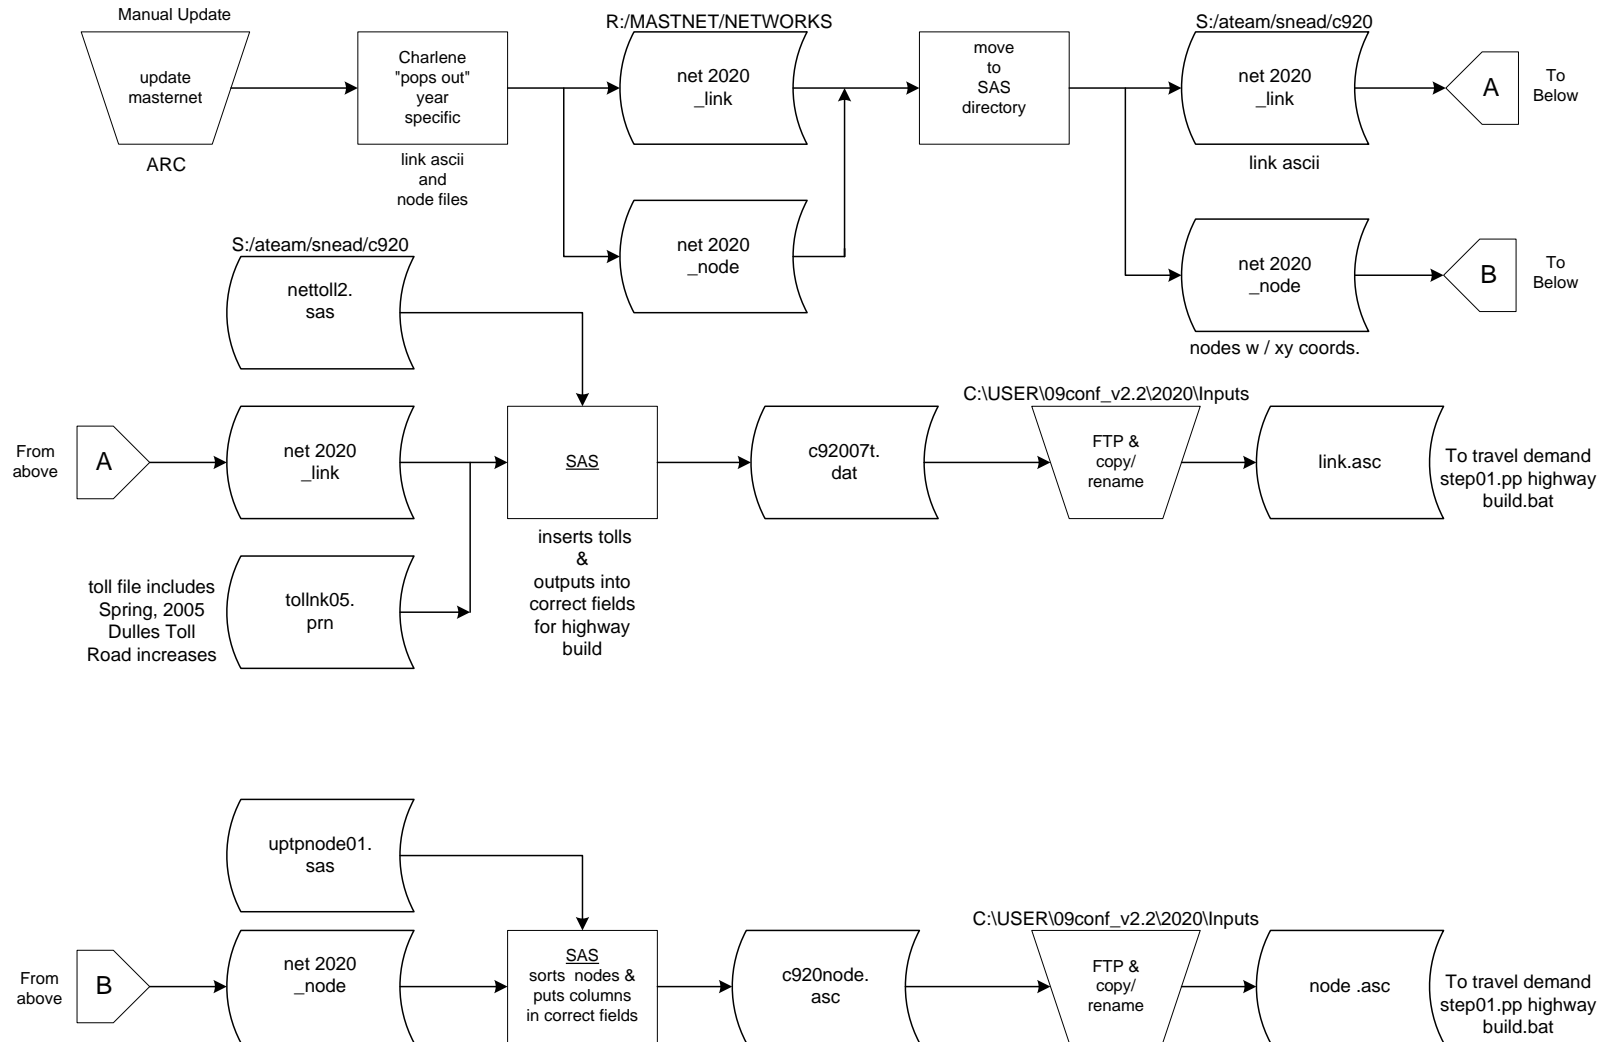 Manual Update
update
masternet
ARC
Charlene
"pops out"
year
specific
link ascii
and
node files
R:/MASTNET/NETWORKS
net 2020
_link
net 2020
_node
move
to
SAS
directory
S:/ateam/snead/c920
net 2020
_link
link ascii
A
To
Below
net 2020
_node
nodes w / xy coords.
B
To
Below
S:/ateam/snead/c920
nettoll2.
sas
From
above
A
net 2020
_link
toll file includes
Spring, 2005
Dulles Toll
Road increases
tollnk05.
prn
SAS
inserts tolls
&
outputs into
correct fields
for highway
build
c92007t.
dat
C:\USER\09conf_v2.2\2020\Inputs
FTP &
copy/
rename
link.asc
To travel demand
step01.pp highway
build.bat
uptpnode01.
sas
From
above
B
net 2020
_node
SAS
sorts nodes &
puts columns
in correct fields
c920node.
asc
C:\USER\09conf_v2.2\2020\Inputs
FTP &
copy/
rename
node .asc
To travel demand
step01.pp highway
build.bat